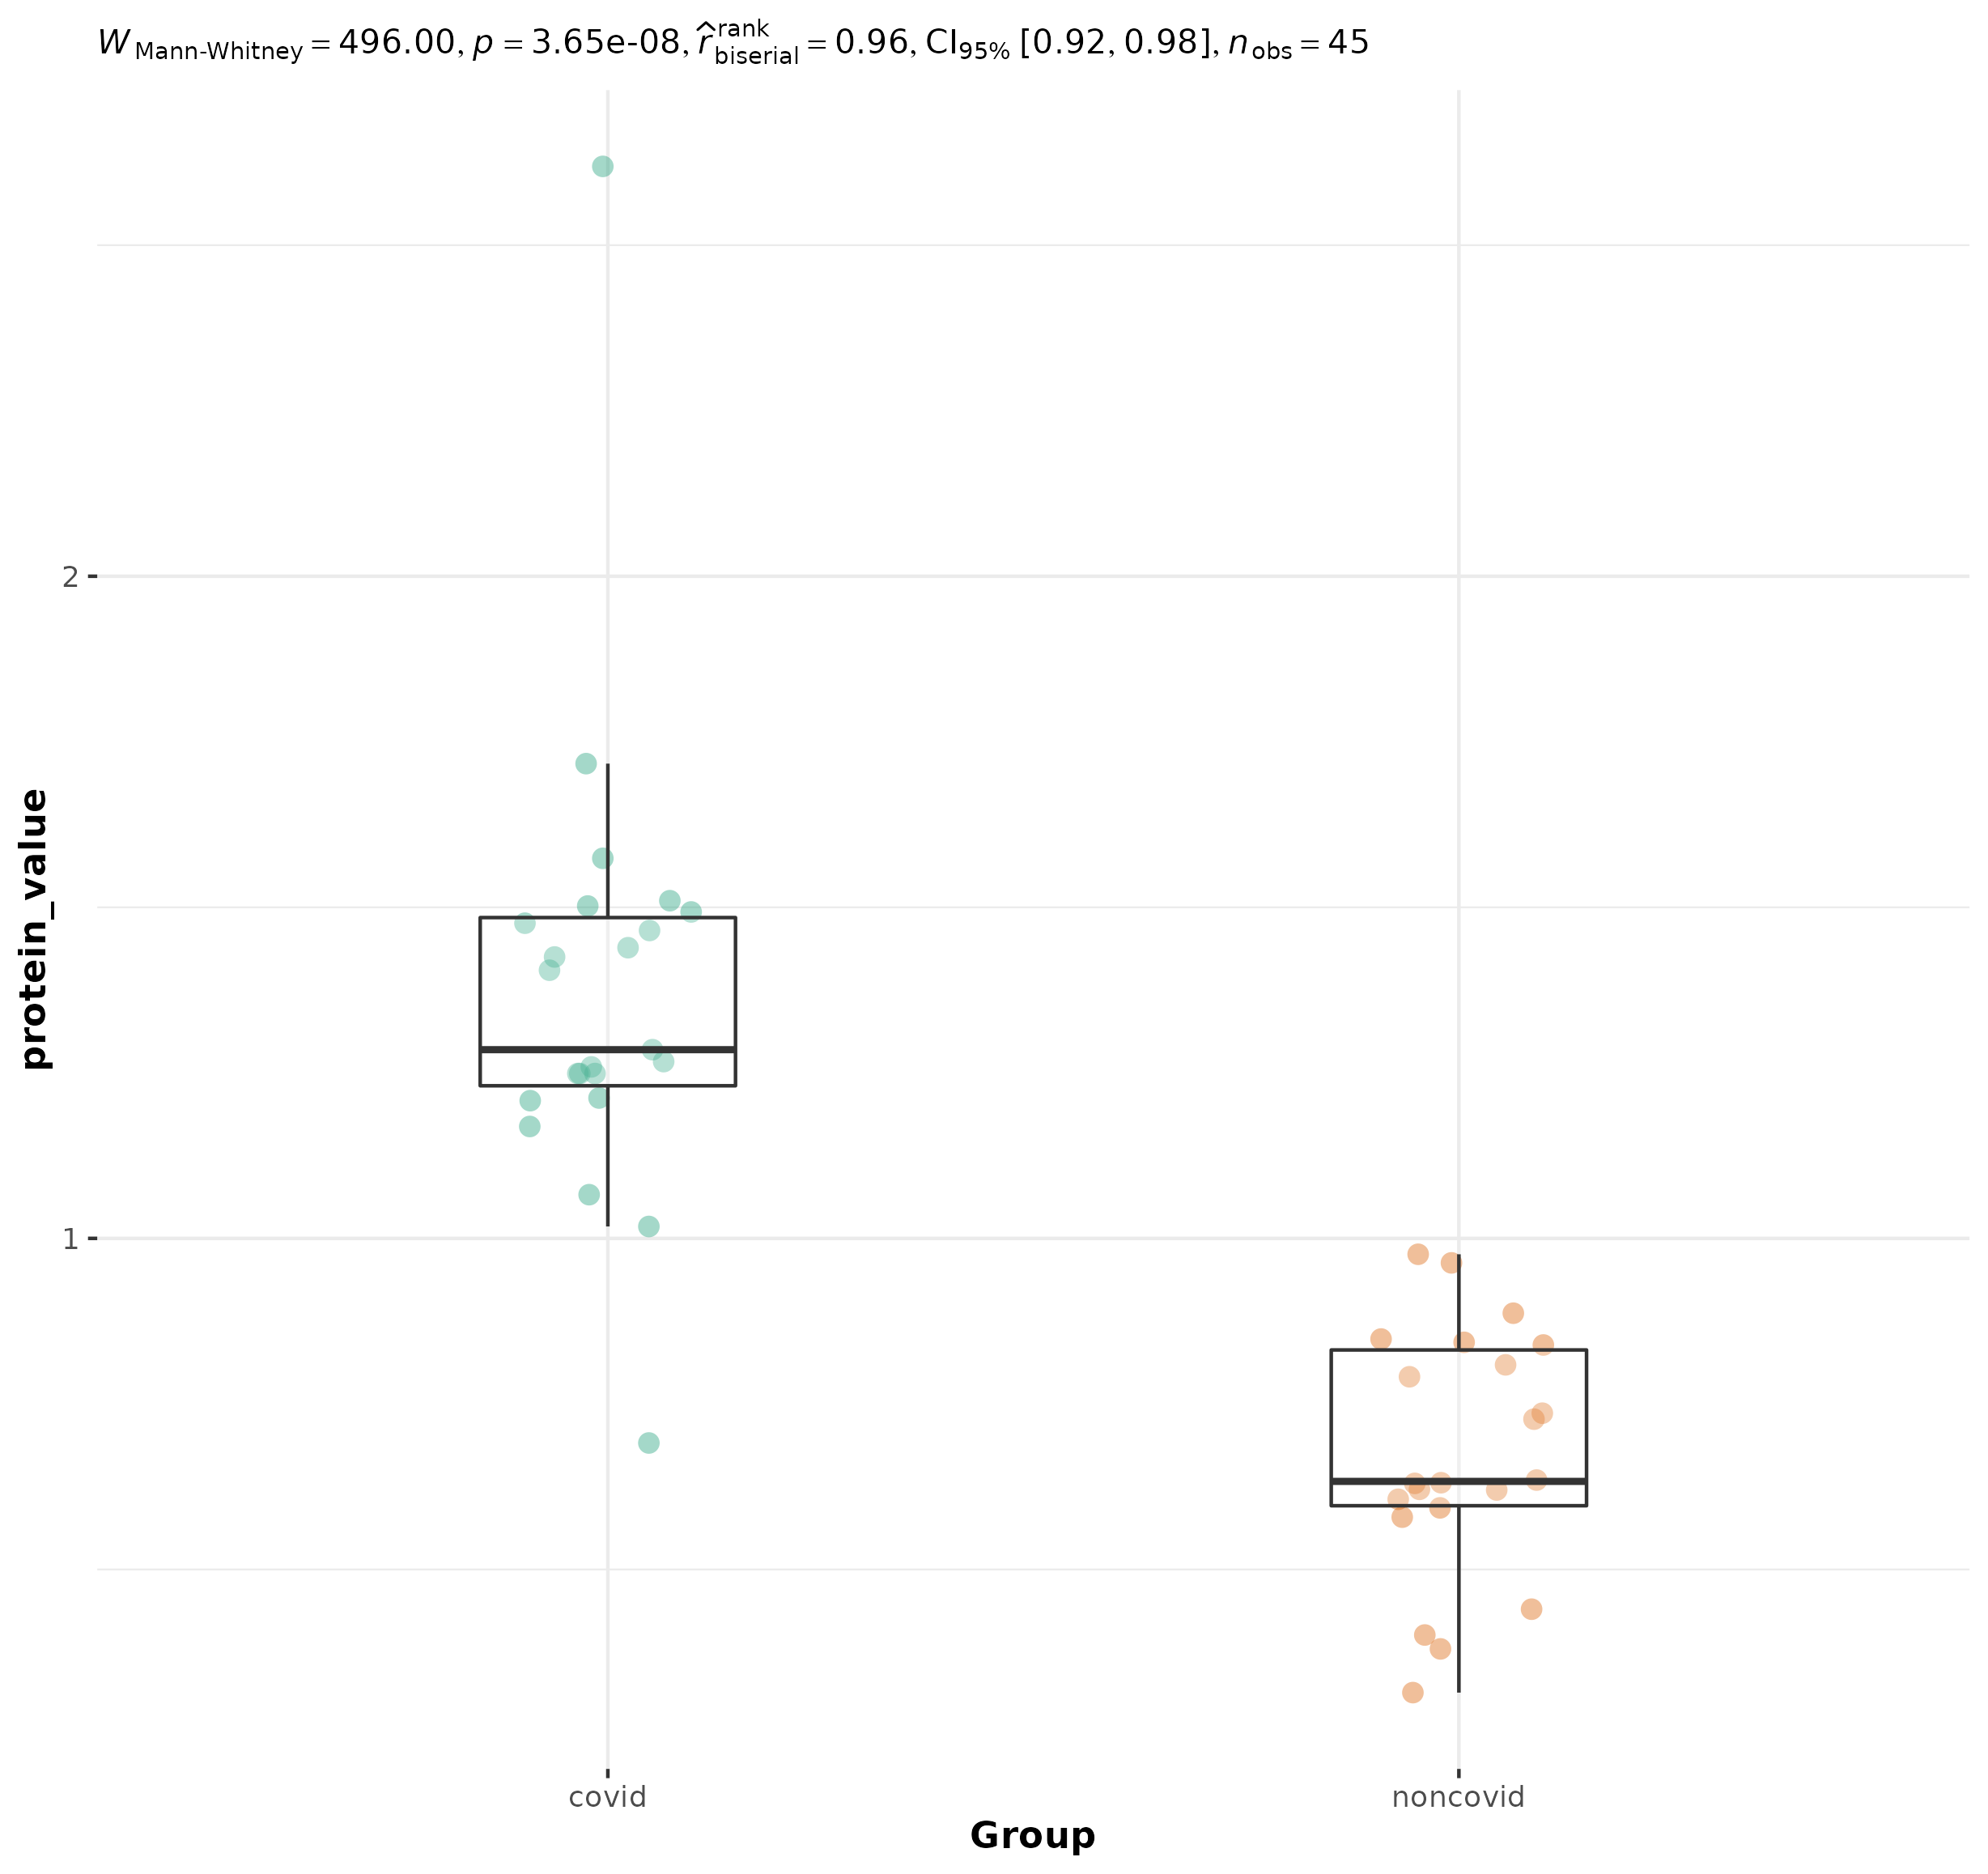 W Mann-Whitney = 496.00, p = 3.65e-08, r̂ rank biserial = 0.96, CI95% [0.92, 0.98], n obs = 45
2
1
protein_value
covid noncovid
Group